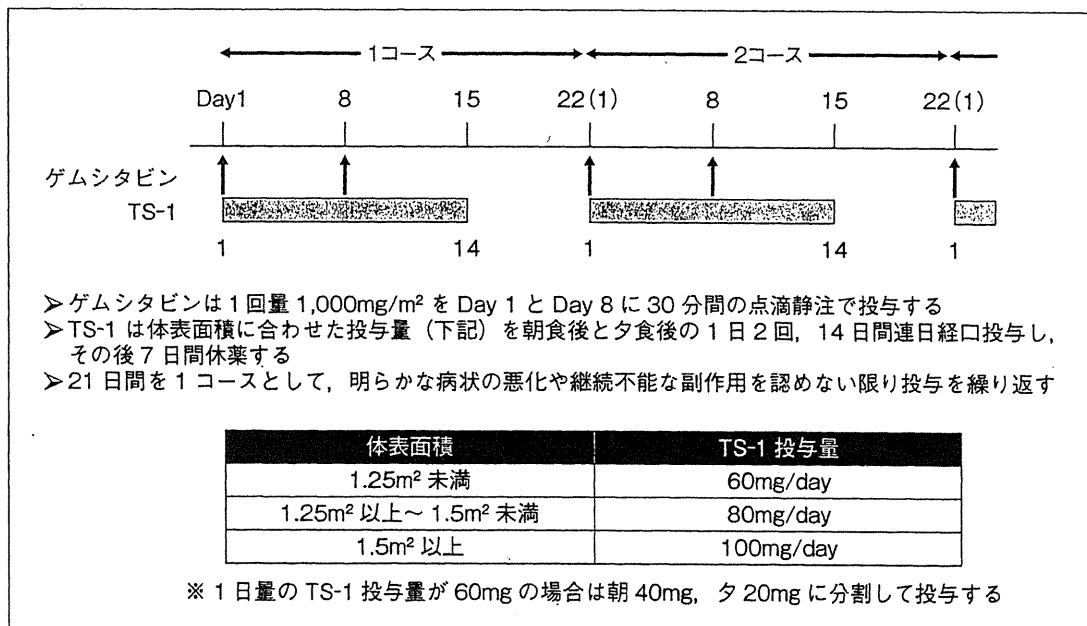 1コース 2コース
Day1 8 15 22(1) 8 15 22(1)
ゲムシタビン
TS-1
1 14 1 14 1
➢ ゲムシタビンは1回量 1,000mg/m² を Day 1 と Day 8 に 30 分間の点滴静注で投与する
➢ TS-1 は体表面積に合わせた投与量（下記）を朝食後と夕食後の 1 日 2 回，14 日間連日経口投与し，
その後 7 日間休薬する
➢ 21 日間を 1 コースとして，明らかな病状の悪化や継続不能な副作用を認めない限り投与を繰り返す
体表面積 TS-1 投与量
1.25m² 未満 60mg/day
1.25m² 以上～ 1.5m² 未満 80mg/day
1.5m² 以上 100mg/day
※ 1 日量の TS-1 投与量が 60mg の場合は朝 40mg，夕 20mg に分割して投与する